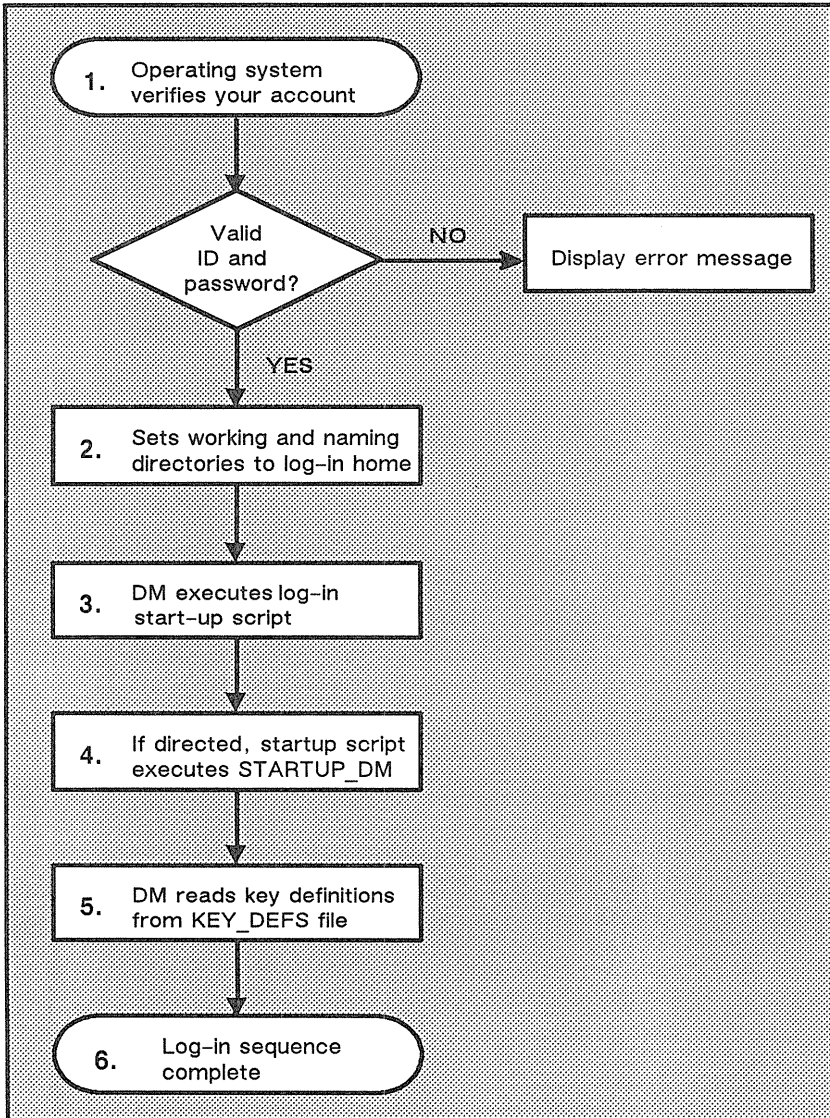 1. Operating system
verifies your account
Valid
ID and
password?
NO
Display error message
YES
2. Sets working and naming
directories to log-in home
3. DM executes log-in
start-up script
4. If directed, startup script
executes STARTUP_DM
5. DM reads key definitions
from KEY_DEFS file
6. Log-in sequence
complete